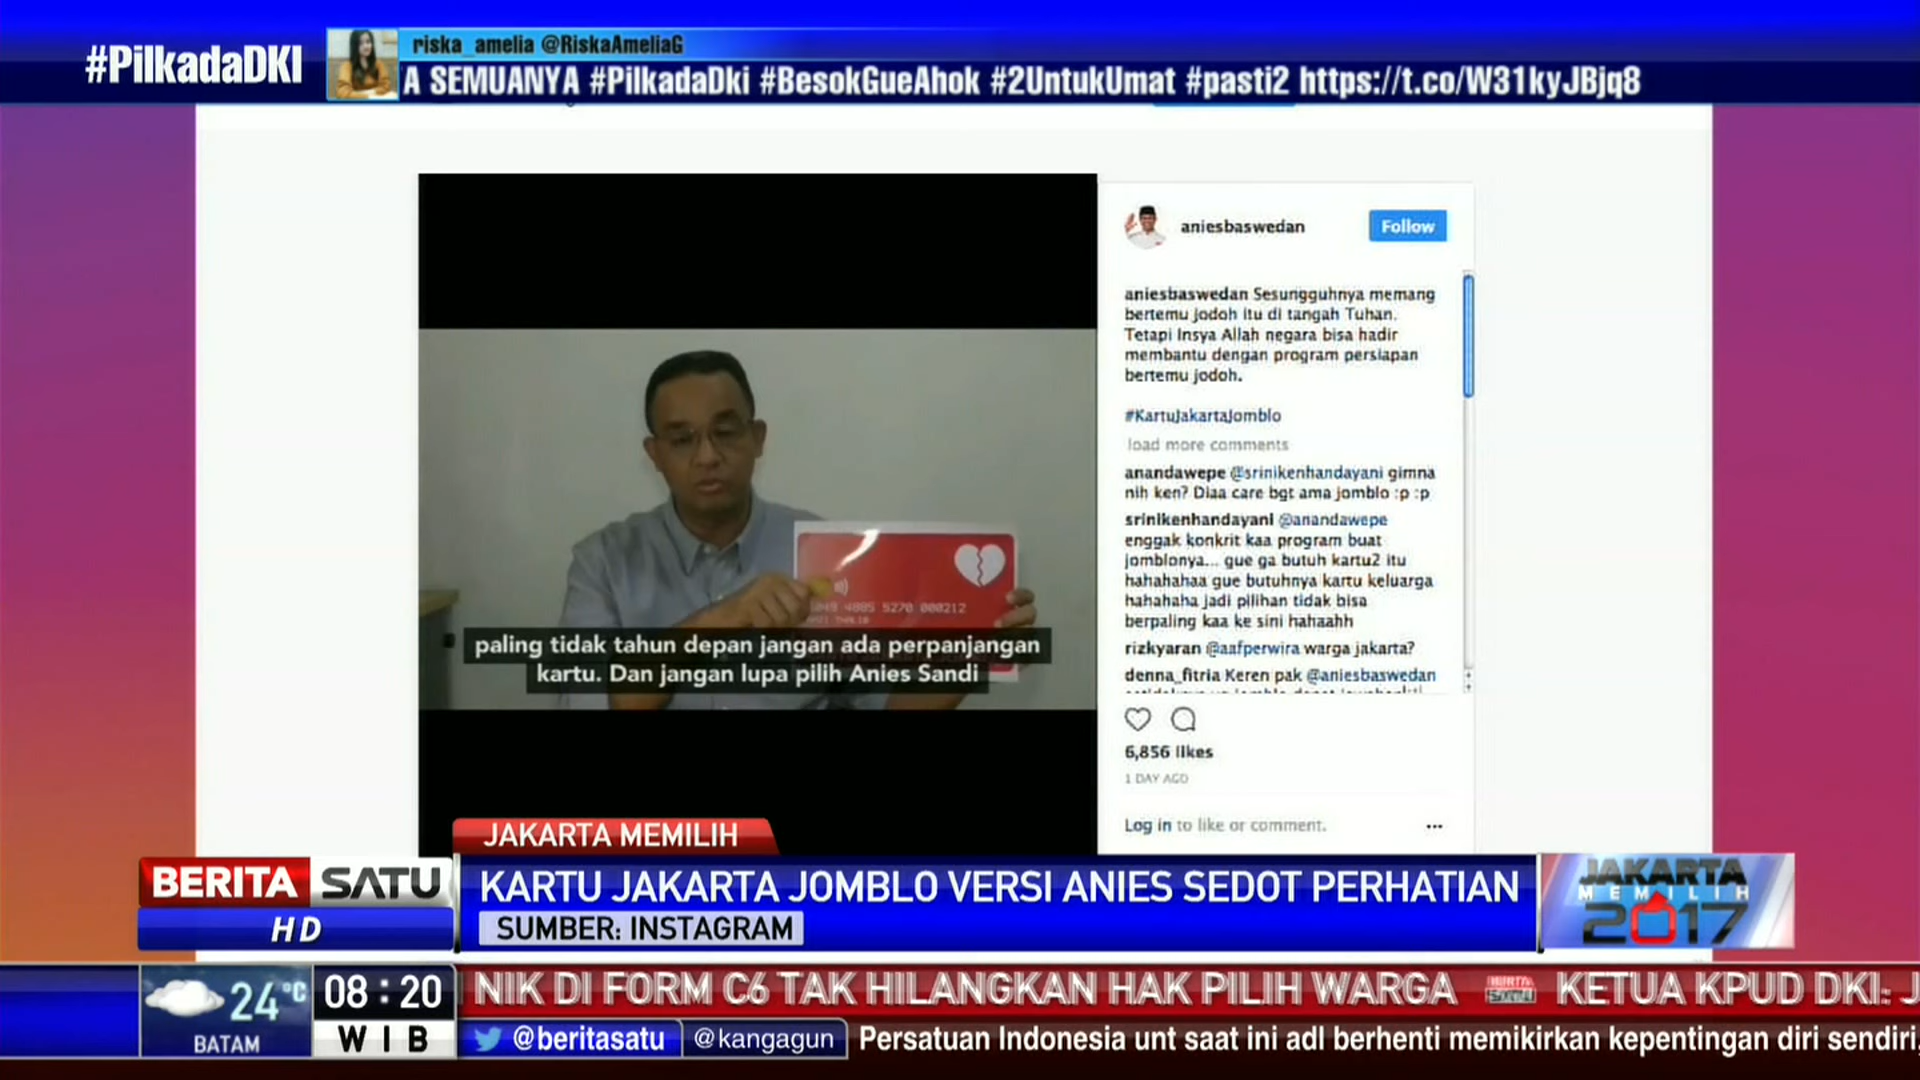 #PilkadaDKI
riska_amelia @RiskaAmeliaG
A SEMUANYA #PilkadaDki #BesokGueAhok #2UntukUmat #pasti2 https://t.co/W31kyJBjq8
aniesbaswedan
Follow
aniesbaswedan Sesungguhnya memang
bertemu jodoh itu di tangah Tuhan.
Tetapi Insya Allah negara bisa hadir
membantu dengan program persiapan
bertemu jodoh.
#KartuJakartaJomblo
load more comments
anandawepe @srinikenhandayani gimna
nih ken? Diaa care bgt ama jomblo :p :p
srinikenhandayani @anandawepe
enggak konkrit kaa program buat
jomblonya... gue ga butuh kartu2 itu
hahahahaa gue butuhnya kartu keluarga
hahahaha jadi pilihan tidak bisa
berpaling kaa ke sini hahaahh
rizkyaran @aafperwira warga jakarta?
denna_fitria Keren pak @aniesbaswedan
6,856 likes
1 DAY AGO
Log in to like or comment.
4885 5270 000212
paling tidak tahun depan jangan ada perpanjangan
kartu. Dan jangan lupa pilih Anies Sandi
JAKARTA MEMILIH
BERITA SATU
HD
KARTU JAKARTA JOMBLO VERSI ANIES SEDOT PERHATIAN
SUMBER: INSTAGRAM
JAKARTA
MEMILIH
2017
24°C
BATAM
08:20
WIB
NIK DI FORM C6 TAK HILANGKAN HAK PILIH WARGA BERITA SATU KETUA KPUD DKI: J
@beritasatu @kangagun Persatuan Indonesia unt saat ini adl berhenti memikirkan kepentingan diri sendiri,